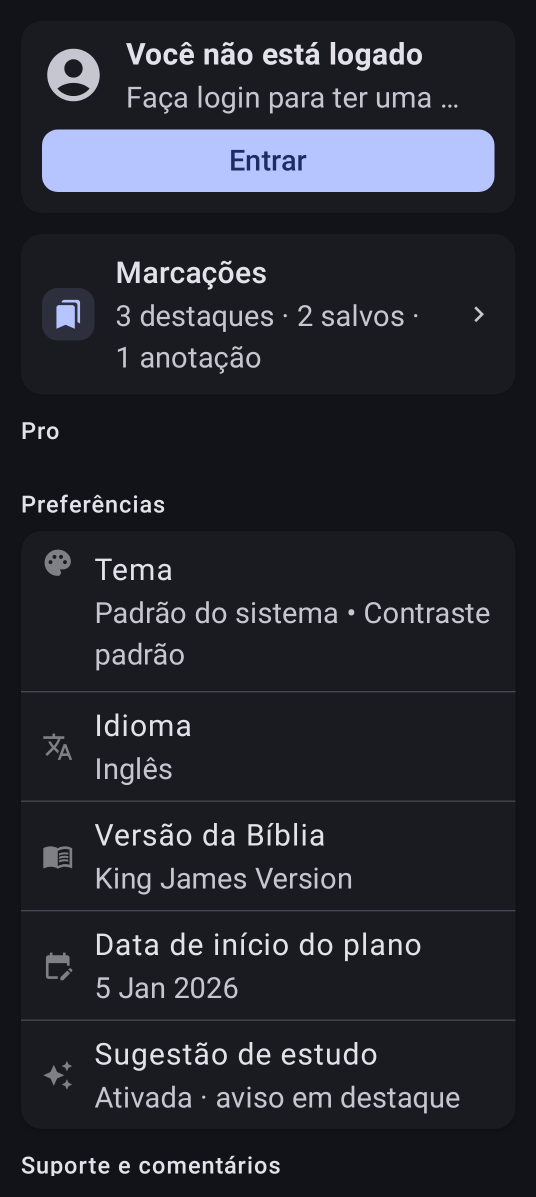 Você não está logado
Faça login para ter uma ...
Entrar
Marcações
3 destaques · 2 salvos ·
1 anotação
Pro
Preferências
Tema
Padrão do sistema • Contraste
padrão
Idioma
Inglês
Versão da Bíblia
King James Version
Data de início do plano
5 Jan 2026
Sugestão de estudo
Ativada · aviso em destaque
Suporte e comentários